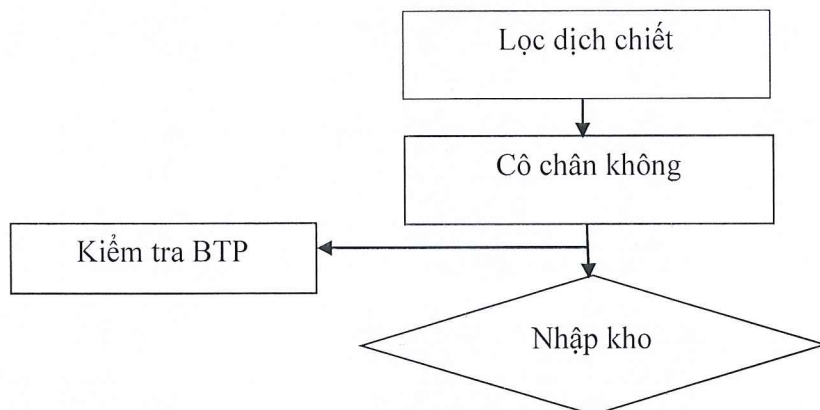 Lọc dịch chiết
Cô chân không
Kiểm tra BTP
Nhập kho